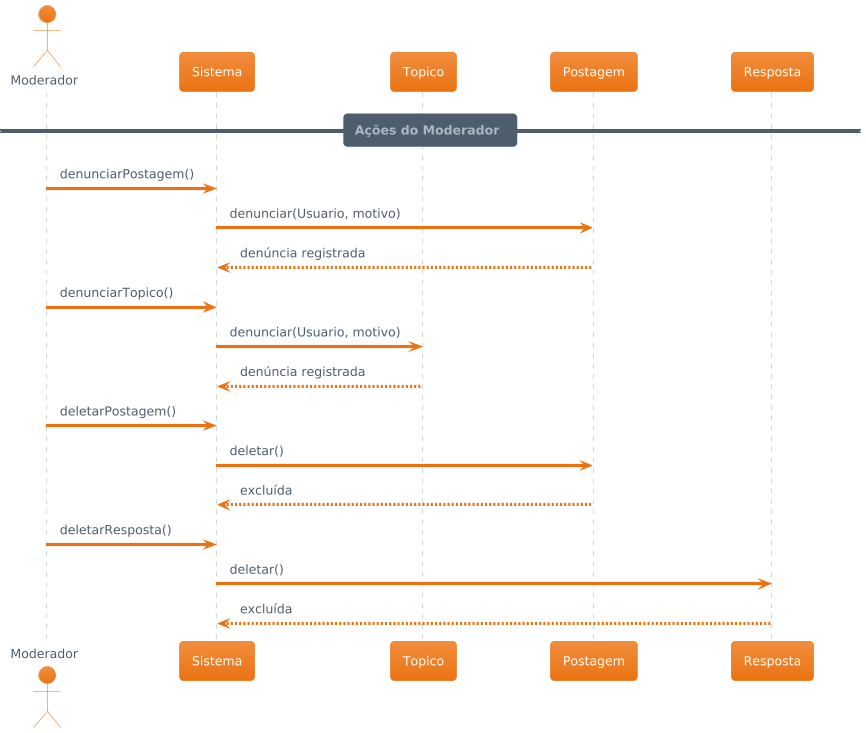 Moderador
Sistema
Topico
Postagem
Resposta
Ações do Moderador
denunciarPostagem()
denunciar(Usuario, motivo)
denúncia registrada
denunciarTopico()
denunciar(Usuario, motivo)
denúncia registrada
deletarPostagem()
deletar()
excluída
deletarResposta()
deletar()
excluída
Moderador
Sistema
Topico
Postagem
Resposta